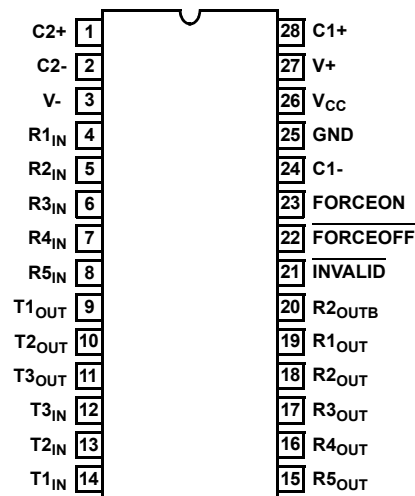 C2+ 1 28 C1+
C2- 2 27 V+
V- 3 26 VCC
R1IN 4 25 GND
R2IN 5 24 C1-
R3IN 6 23 FORCEON
R4IN 7 22 FORCEOFF
R5IN 8 21 INVALID
T1OUT 9 20 R2OUTB
T2OUT 10 19 R1OUT
T3OUT 11 18 R2OUT
T3IN 12 17 R3OUT
T2IN 13 16 R4OUT
T1IN 14 15 R5OUT